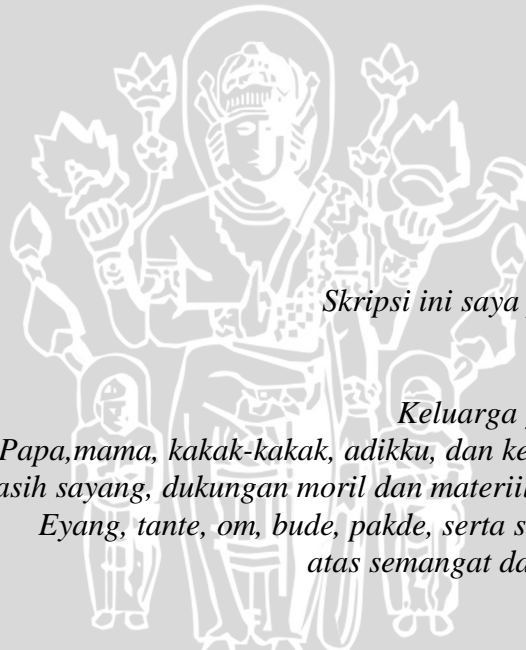 Skripsi ini saya
Keluarga
Papa,mama, kakak-kakak, adikku, dan ke
asih sayang, dukungan moril dan materiil
Eyang, tante, om, bude, pakde, serta s
atas semangat da